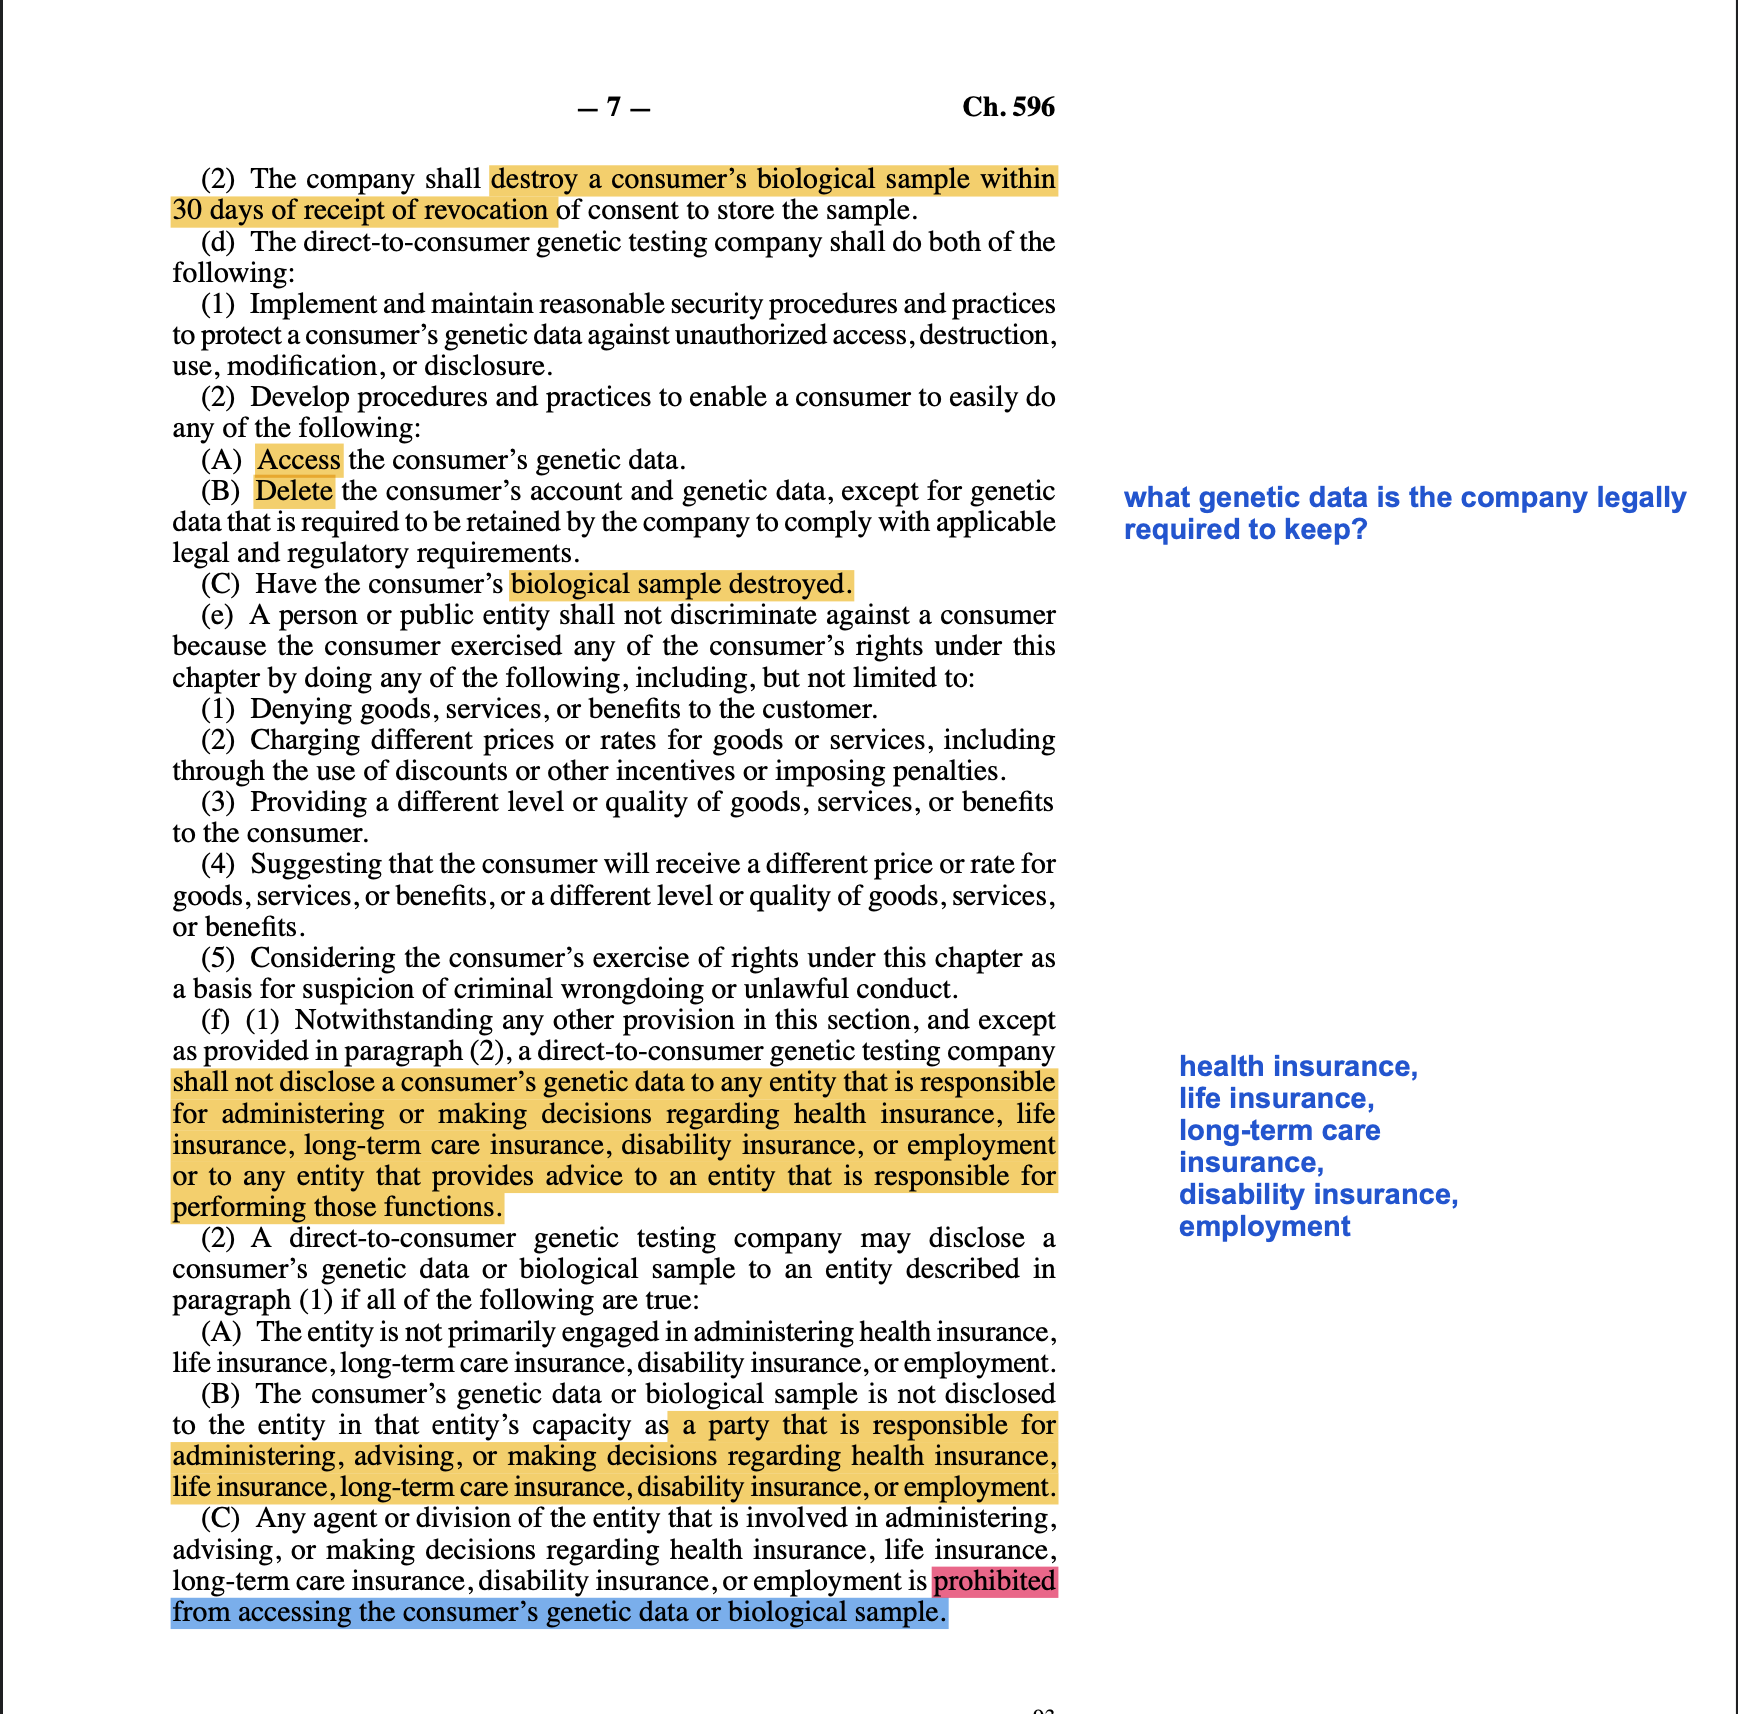 — 7 — Ch. 596
(2) The company shall destroy a consumer’s biological sample within
30 days of receipt of revocation of consent to store the sample.
(d) The direct-to-consumer genetic testing company shall do both of the
following:
(1) Implement and maintain reasonable security procedures and practices
to protect a consumer’s genetic data against unauthorized access, destruction,
use, modification, or disclosure.
(2) Develop procedures and practices to enable a consumer to easily do
any of the following:
(A) Access the consumer’s genetic data.
(B) Delete the consumer’s account and genetic data, except for genetic
data that is required to be retained by the company to comply with applicable
legal and regulatory requirements.
what genetic data is the company legally
required to keep?
(C) Have the consumer’s biological sample destroyed.
(e) A person or public entity shall not discriminate against a consumer
because the consumer exercised any of the consumer’s rights under this
chapter by doing any of the following, including, but not limited to:
(1) Denying goods, services, or benefits to the customer.
(2) Charging different prices or rates for goods or services, including
through the use of discounts or other incentives or imposing penalties.
(3) Providing a different level or quality of goods, services, or benefits
to the consumer.
(4) Suggesting that the consumer will receive a different price or rate for
goods, services, or benefits, or a different level or quality of goods, services,
or benefits.
(5) Considering the consumer’s exercise of rights under this chapter as
a basis for suspicion of criminal wrongdoing or unlawful conduct.
(f) (1) Notwithstanding any other provision in this section, and except
as provided in paragraph (2), a direct-to-consumer genetic testing company
shall not disclose a consumer’s genetic data to any entity that is responsible
for administering or making decisions regarding health insurance, life
insurance, long-term care insurance, disability insurance, or employment
or to any entity that provides advice to an entity that is responsible for
performing those functions.
health insurance,
life insurance,
long-term care
insurance,
disability insurance,
employment
(2) A direct-to-consumer genetic testing company may disclose a
consumer’s genetic data or biological sample to an entity described in
paragraph (1) if all of the following are true:
(A) The entity is not primarily engaged in administering health insurance,
life insurance, long-term care insurance, disability insurance, or employment.
(B) The consumer’s genetic data or biological sample is not disclosed
to the entity in that entity’s capacity as a party that is responsible for
administering, advising, or making decisions regarding health insurance,
life insurance, long-term care insurance, disability insurance, or employment.
(C) Any agent or division of the entity that is involved in administering,
advising, or making decisions regarding health insurance, life insurance,
long-term care insurance, disability insurance, or employment is prohibited
from accessing the consumer’s genetic data or biological sample.